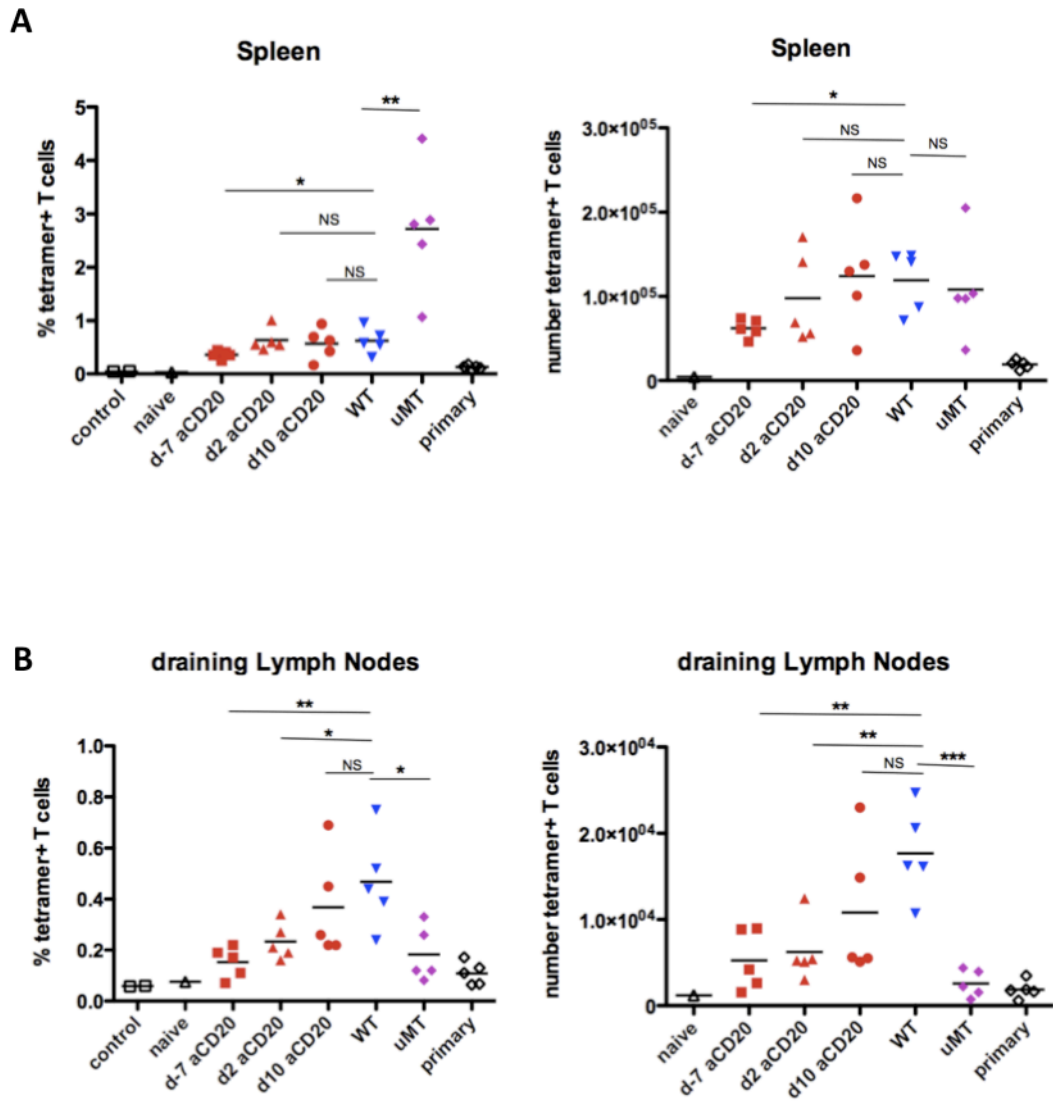 A
Spleen
% tetramer+ T cells
5
4
3
2
1
0
**
*
NS
NS
control
naive
d-7 aCD20
d2 aCD20
d10 aCD20
WT
uMT
primary
Spleen
number tetramer+ T cells
3.0×10⁰⁵
2.0×10⁰⁵
1.0×10⁰⁵
0
*
NS
NS
NS
naive
d-7 aCD20
d2 aCD20
d10 aCD20
WT
uMT
primary
B
draining Lymph Nodes
% tetramer+ T cells
1.0
0.8
0.6
0.4
0.2
0.0
**
*
NS
*
control
naive
d-7 aCD20
d2 aCD20
d10 aCD20
WT
uMT
primary
draining Lymph Nodes
number tetramer+ T cells
3.0×10⁰⁴
2.0×10⁰⁴
1.0×10⁰⁴
0
**
**
NS
***
naive
d-7 aCD20
d2 aCD20
d10 aCD20
WT
uMT
primary